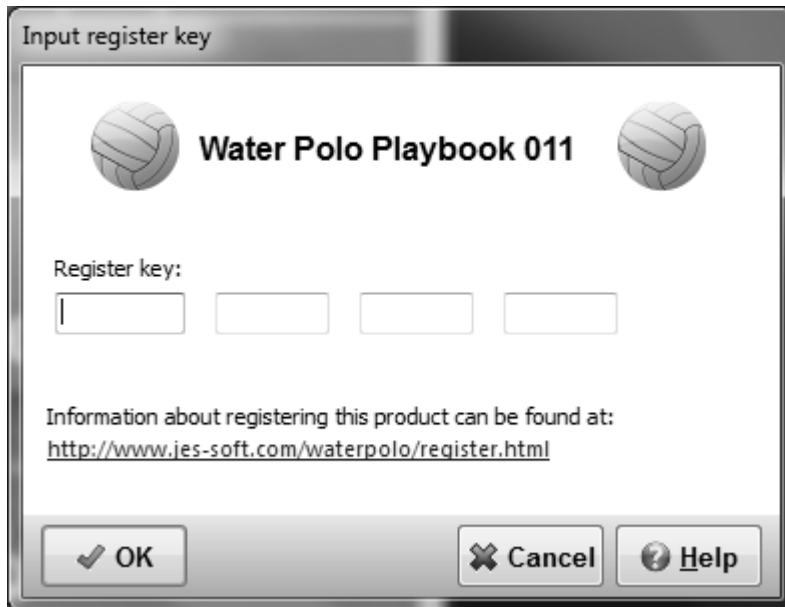 Input register key
Water Polo Playbook 011
Register key:
Information about registering this product can be found at:
http://www.jes-soft.com/waterpolo/register.html
OK
Cancel
Help